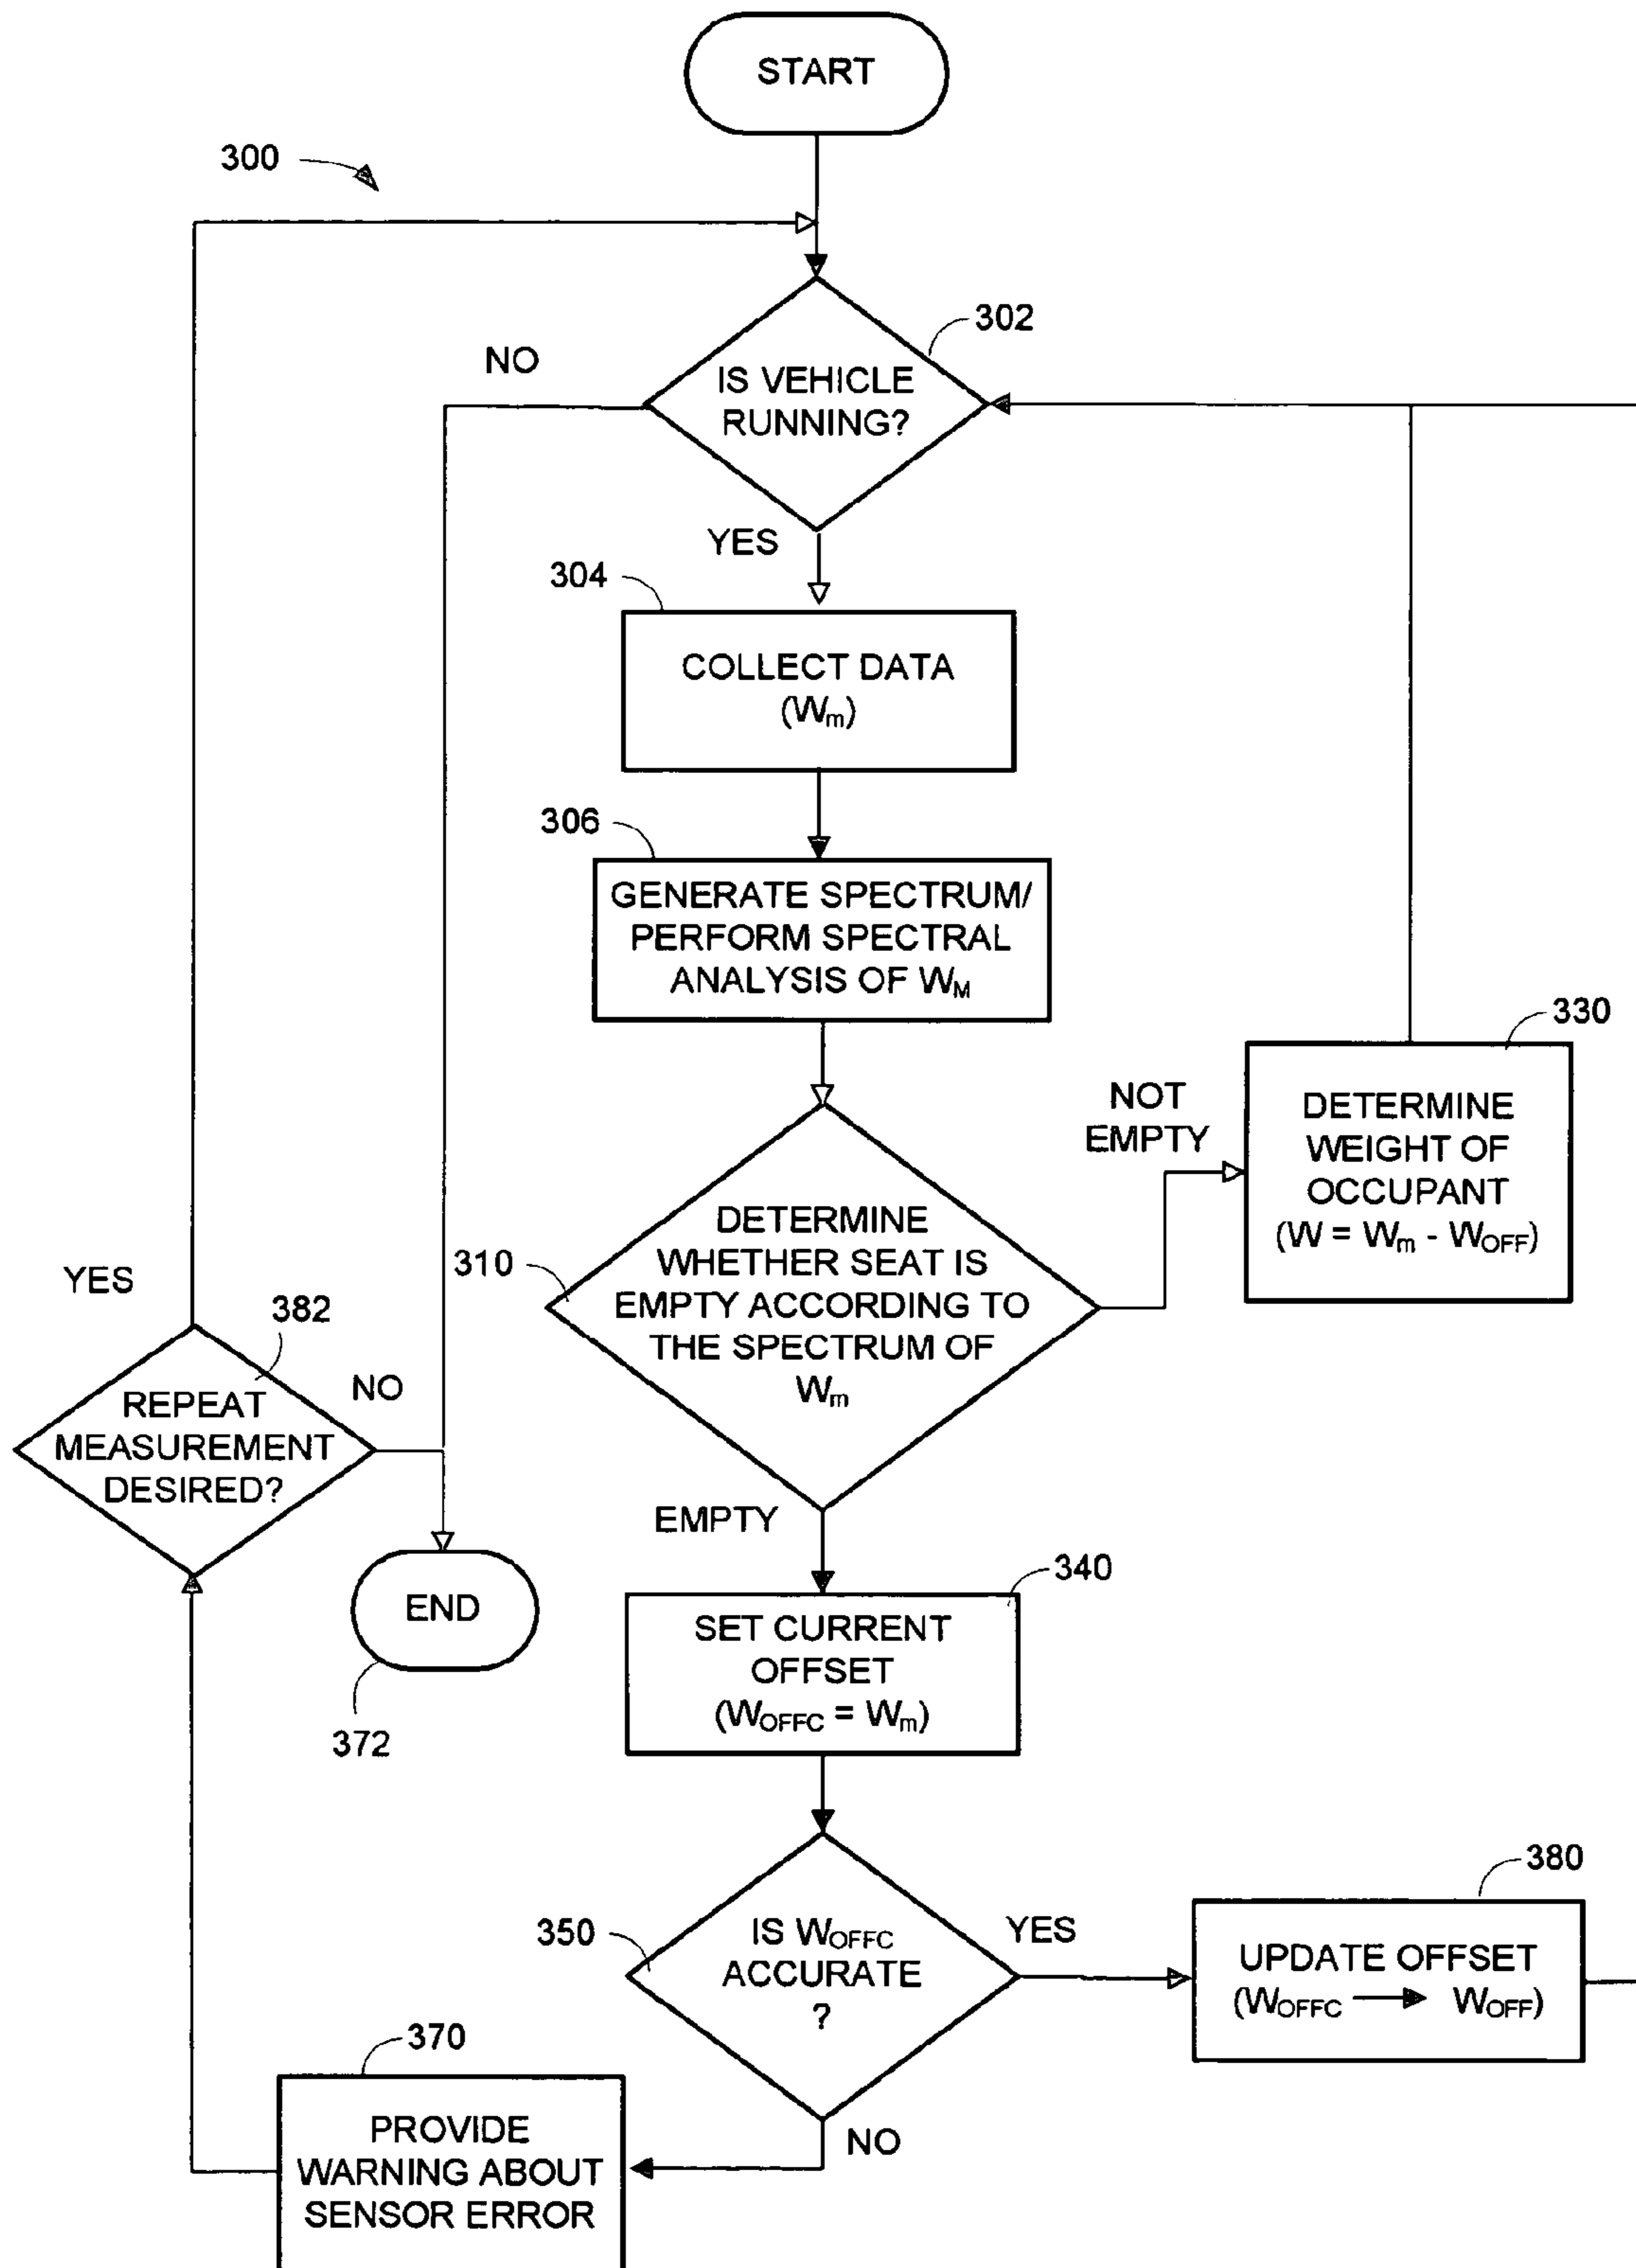 START
300
302
NO
IS VEHICLE
RUNNING?
YES
304
COLLECT DATA
(Wm)
306
GENERATE SPECTRUM/
PERFORM SPECTRAL
ANALYSIS OF WM
330
NOT
EMPTY
DETERMINE
WEIGHT OF
OCCUPANT
(W = Wm - WOFF)
310
DETERMINE
WHETHER SEAT IS
EMPTY ACCORDING TO
THE SPECTRUM OF
Wm
YES
382
NO
REPEAT
MEASUREMENT
DESIRED?
EMPTY
END
372
340
SET CURRENT
OFFSET
(WOFFC = Wm)
350
IS WOFFC
ACCURATE
?
YES
380
UPDATE OFFSET
(WOFFC → WOFF)
NO
370
PROVIDE
WARNING ABOUT
SENSOR ERROR